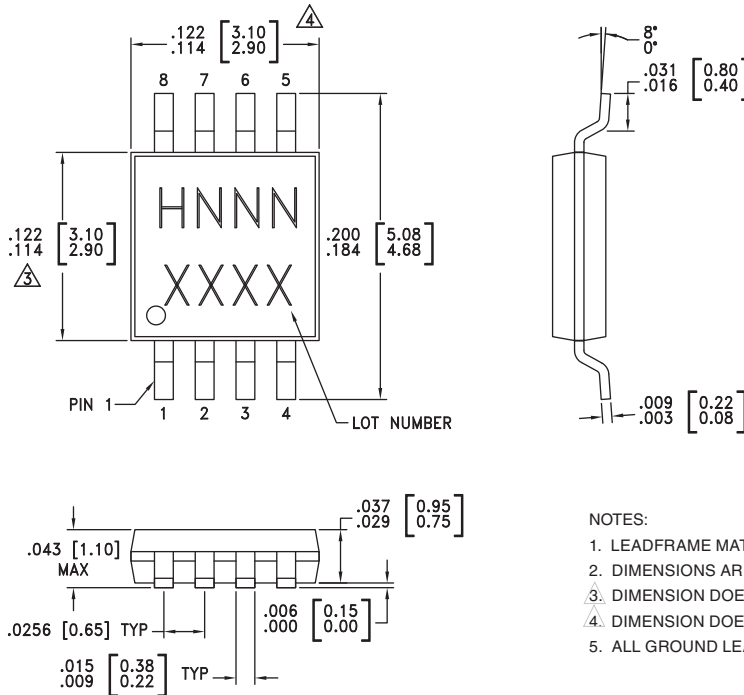 .122 [3.10]
.114 [2.90]
4
8 7 6 5
HNNN
XXXX
.122 [3.10]
.114 [2.90]
3
.200 [5.08]
.184 [4.68]
PIN 1
1 2 3 4
LOT NUMBER
8°
0°
.031 [0.80]
.016 [0.40]
.009 [0.22]
.003 [0.08]
.043 [1.10]
MAX
.037 [0.95]
.029 [0.75]
.0256 [0.65] TYP
.006 [0.15]
.000 [0.00]
.015 [0.38]
.009 [0.22]
TYP
NOTES:
1. LEADFRAME MAT
2. DIMENSIONS AR
3. DIMENSION DOE
4. DIMENSION DOE
5. ALL GROUND LEA